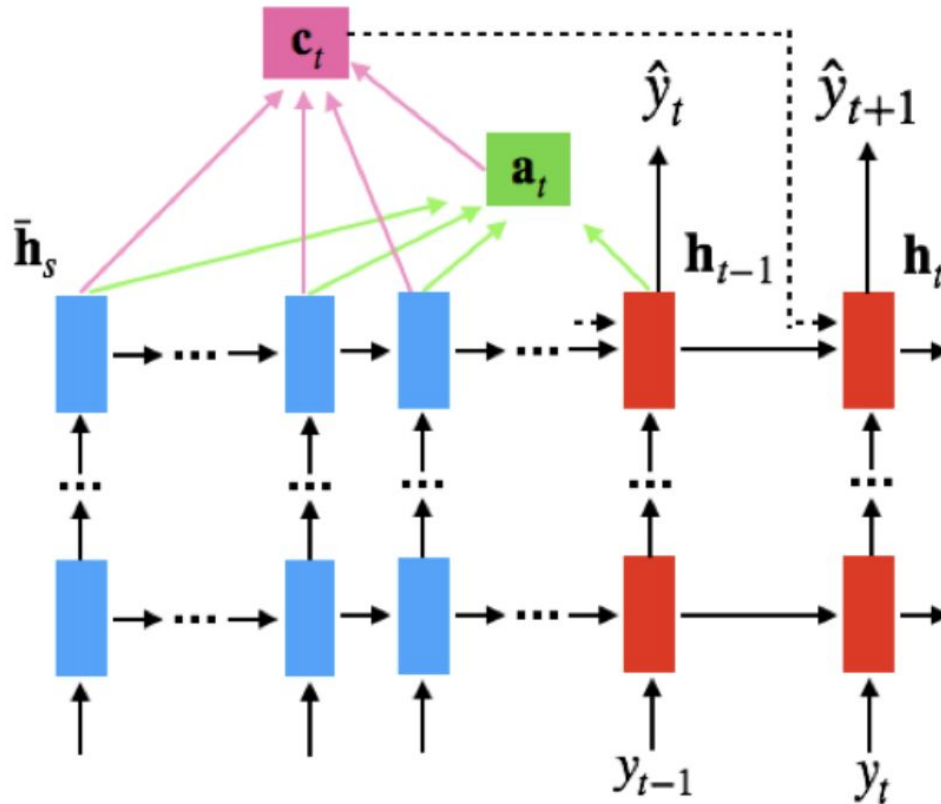 c_t
ŷ_t
ŷ_{t+1}
a_t
h̄_s
h_{t−1}
h_t
...
...
...
...
...
...
...
...
...
y_{t−1}
y_t